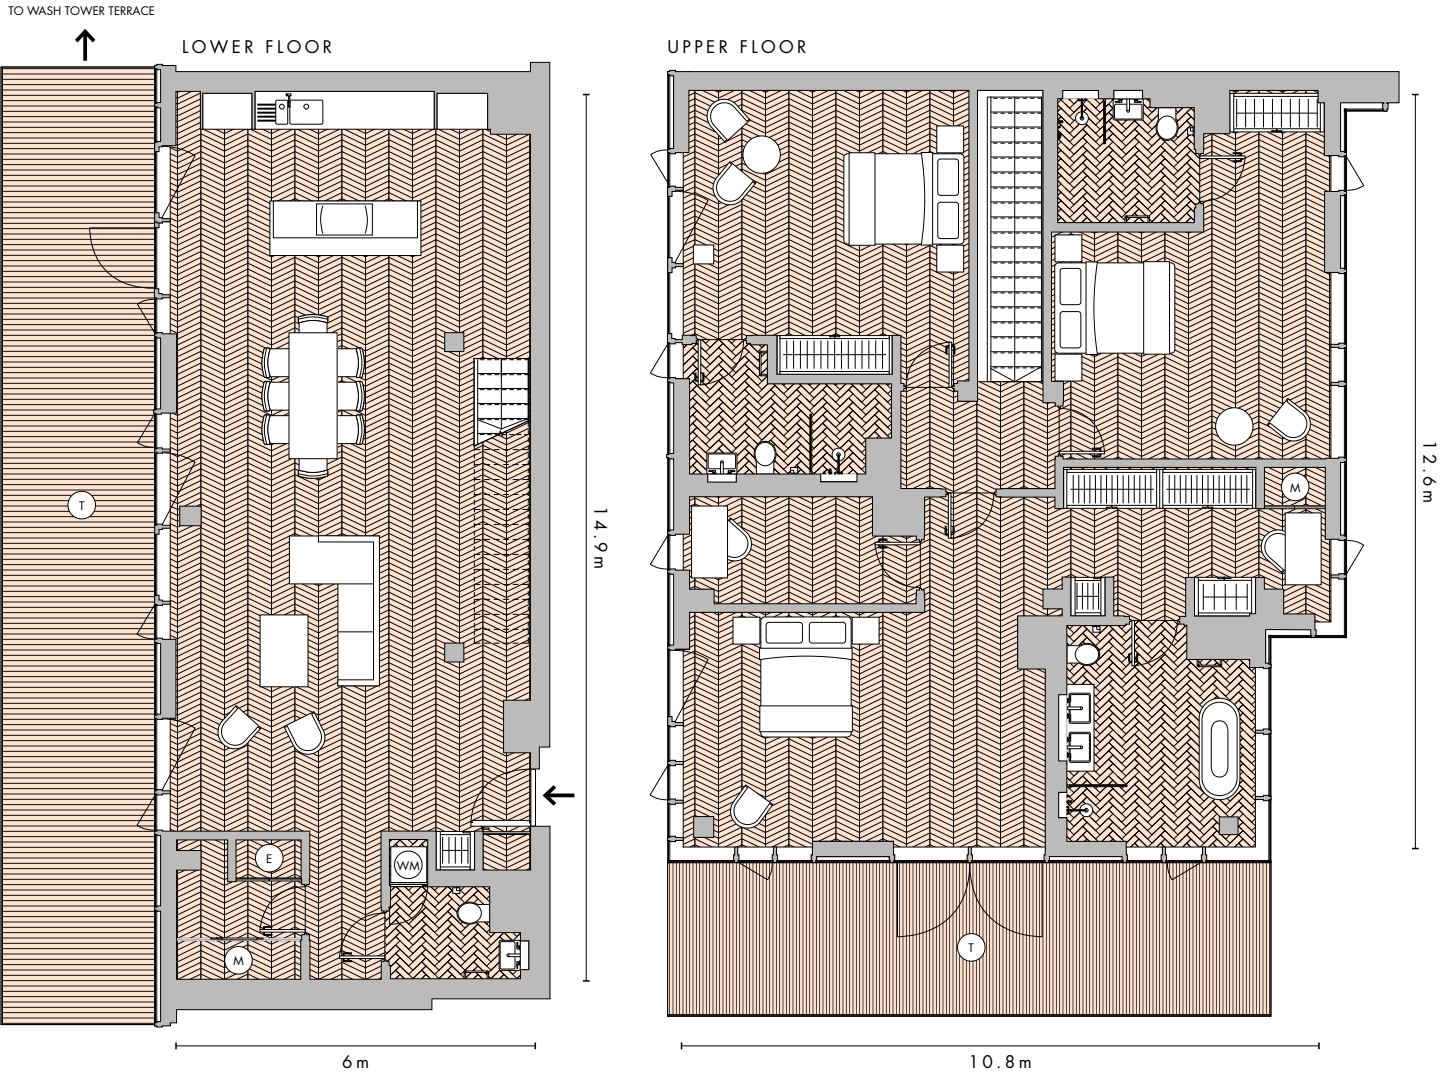 TO WASH TOWER TERRACE
LOWER FLOOR
UPPER FLOOR
T
E
M
WM
14.9m
6m
M
T
12.6m
10.8m